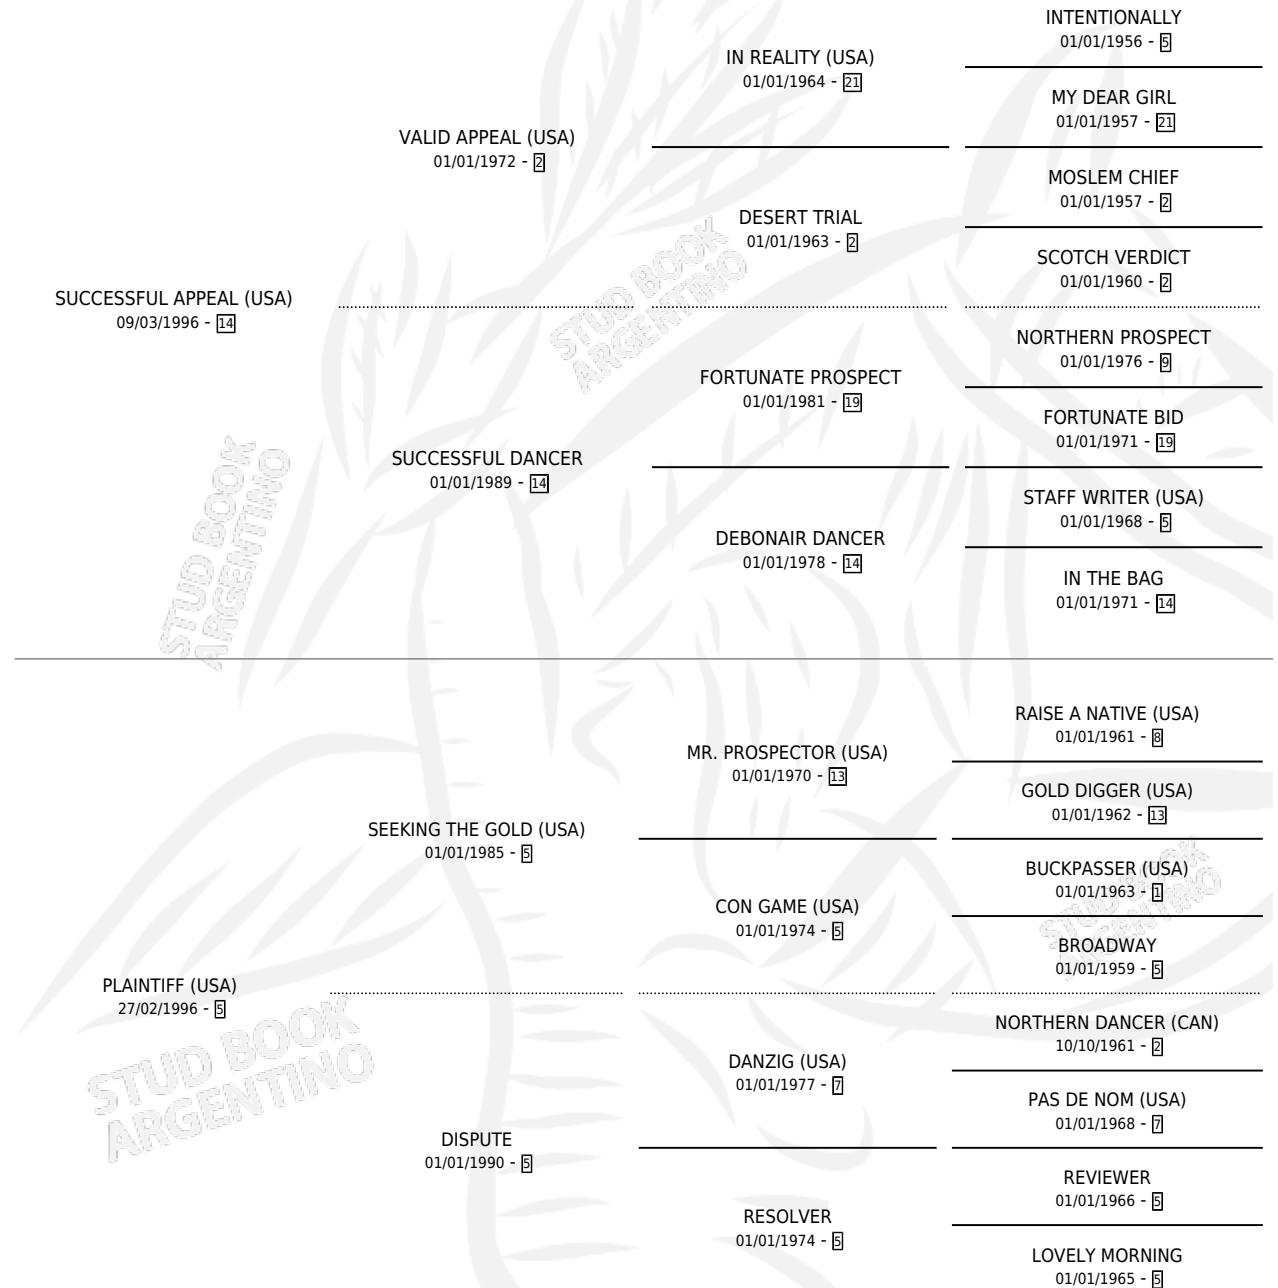 INTENTIONALLY
01/01/1956 - 5
IN REALITY (USA)
01/01/1964 - 21
MY DEAR GIRL
01/01/1957 - 21
VALID APPEAL (USA)
01/01/1972 - 2
MOSLEM CHIEF
01/01/1957 - 2
DESERT TRIAL
01/01/1963 - 2
SCOTCH VERDICT
01/01/1960 - 2
SUCCESSFUL APPEAL (USA)
09/03/1996 - 14
NORTHERN PROSPECT
01/01/1976 - 9
FORTUNATE PROSPECT
01/01/1981 - 19
FORTUNATE BID
01/01/1971 - 19
SUCCESSFUL DANCER
01/01/1989 - 14
STAFF WRITER (USA)
01/01/1968 - 5
DEBONAIR DANCER
01/01/1978 - 14
IN THE BAG
01/01/1971 - 14
RAISE A NATIVE (USA)
01/01/1961 - 8
MR. PROSPECTOR (USA)
01/01/1970 - 13
GOLD DIGGER (USA)
01/01/1962 - 13
SEEKING THE GOLD (USA)
01/01/1985 - 5
BUCKPASSER (USA)
01/01/1963 - 1
CON GAME (USA)
01/01/1974 - 5
BROADWAY
01/01/1959 - 5
PLAINTIFF (USA)
27/02/1996 - 5
NORTHERN DANCER (CAN)
10/10/1961 - 2
DANZIG (USA)
01/01/1977 - 7
PAS DE NOM (USA)
01/01/1968 - 7
DISPUTE
01/01/1990 - 5
REVIEWER
01/01/1966 - 5
RESOLVER
01/01/1974 - 5
LOVELY MORNING
01/01/1965 - 5
STUD BOOK
ARGENTINO
STUD BOOK
ARGENTINO
STUD BOOK
ARGENTINO
STUD BOOK
ARGENTINO